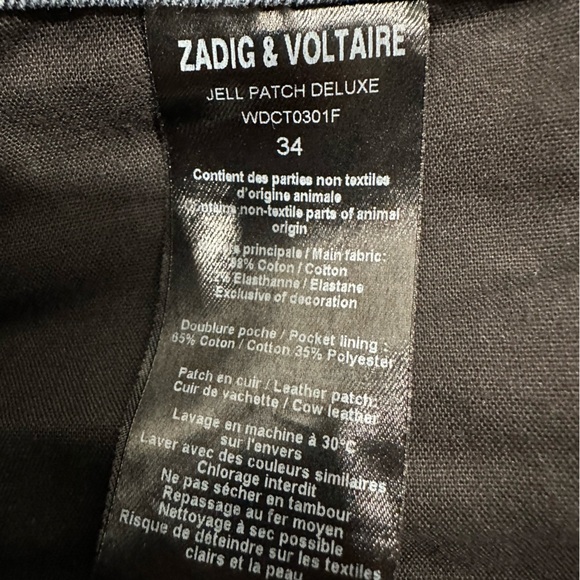 ZADIG & VOLTAIRE
JELL PATCH DELUXE
WDCT0301F
34
Contient des parties non textiles
d'origine animale
Contains non-textile parts of animal
origin
principale / Main fabric:
98% Coton / Cotton
Elasthanne / Elastane
Exclusive of decoration
Doublure poche / Pocket lining :
65% Coton / Cotton 35% Polyester
Patch en cuir / Leather patch:
Cuir de vachette / Cow leather
Lavage en machine à 30°C
sur l'envers
Laver avec des couleurs similaires
Chlorage interdit
Ne pas sécher en tambour
Repassage au fer moyen
Nettoyage à sec possible
Risque de déteindre sur les textiles
clairs et la peau